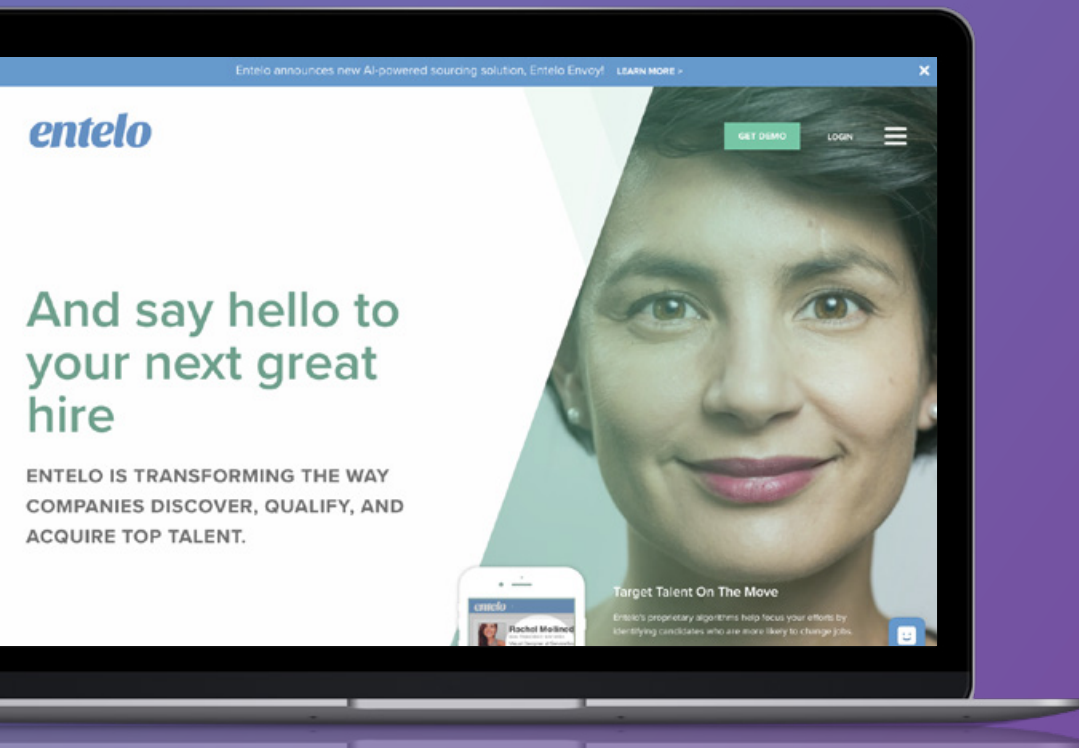 Entelo announces new AI-powered sourcing solution, Entelo Envoy! LEARN MORE >
entelo
GET DEMO
LOGIN
And say hello to
your next great
hire
ENTELO IS TRANSFORMING THE WAY
COMPANIES DISCOVER, QUALIFY, AND
ACQUIRE TOP TALENT.
Target Talent On The Move
Entelo's proprietary algorithms help focus your efforts by
identifying candidates who are more likely to change jobs.
entelo
Rachel